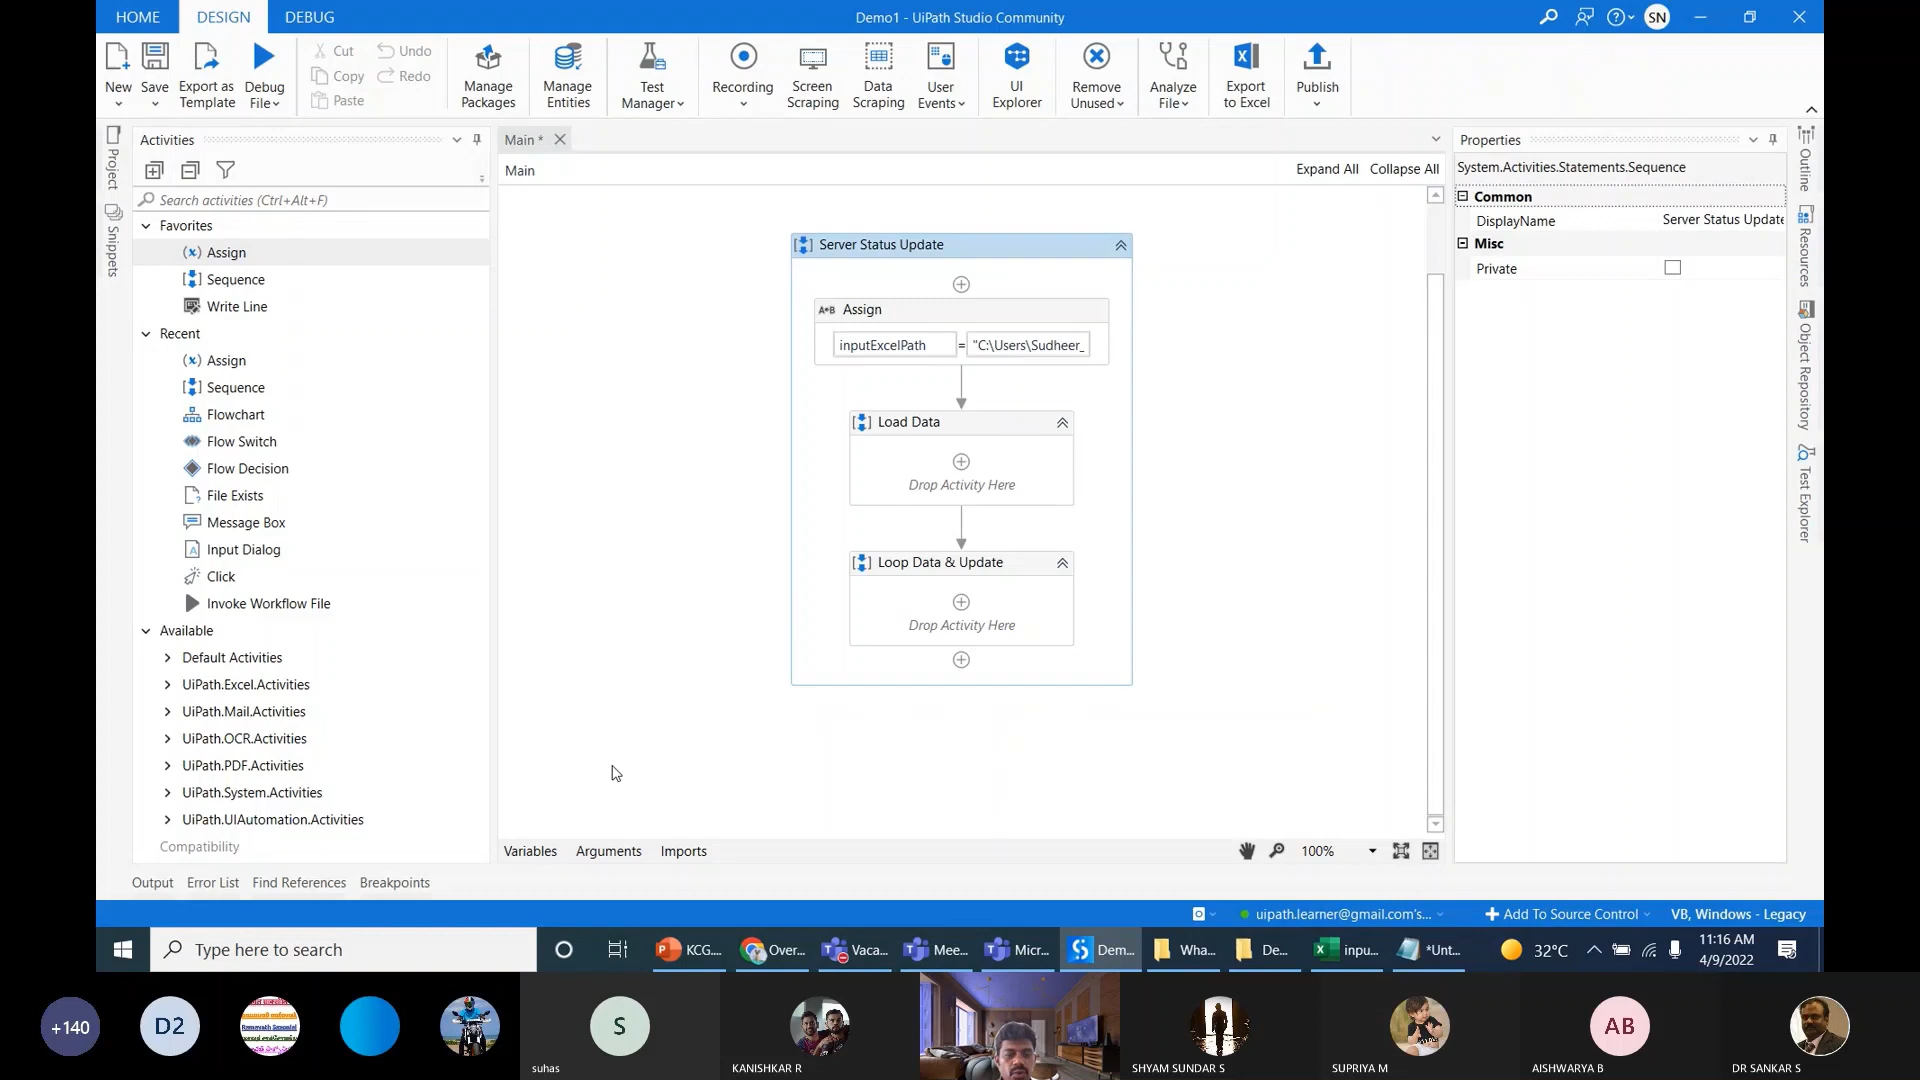 HOME DESIGN DEBUG Demo1 - UiPath Studio Community SN
New Save Export as Template Debug File Cut Copy Paste Undo Redo Manage Packages Manage Entities Test Manager Recording Screen Scraping Data Scraping User Events UI Explorer Remove Unused Analyze File Export to Excel Publish
Project
Snippets
Activities
Search activities (Ctrl+Alt+F)
Favorites
Assign
Sequence
Write Line
Recent
Assign
Sequence
Flowchart
Flow Switch
Flow Decision
File Exists
Message Box
Input Dialog
Click
Invoke Workflow File
Available
Default Activities
UiPath.Excel.Activities
UiPath.Mail.Activities
UiPath.OCR.Activities
UiPath.PDF.Activities
UiPath.System.Activities
UiPath.UIAutomation.Activities
Compatibility
Main *
Main Expand All Collapse All
Server Status Update
A*B Assign
inputExcelPath = "C:\Users\Sudheer_
Load Data
Drop Activity Here
Loop Data & Update
Drop Activity Here
Variables Arguments Imports 100%
Properties
System.Activities.Statements.Sequence
Common
DisplayName Server Status Update
Misc
Private
Outline
Resources
Object Repository
Test Explorer
Output Error List Find References Breakpoints
uipath.learner@gmail.com's... Add To Source Control VB, Windows - Legacy
Type here to search KCG.... Over... Vaca... Mee... Micr... Dem... Wha... De... inpu... *Unt... 32°C 11:16 AM
4/9/2022
+140 D2 S AB
suhas KANISHKAR R SHYAM SUNDAR S SUPRIYA M AISHWARYA B DR SANKAR S